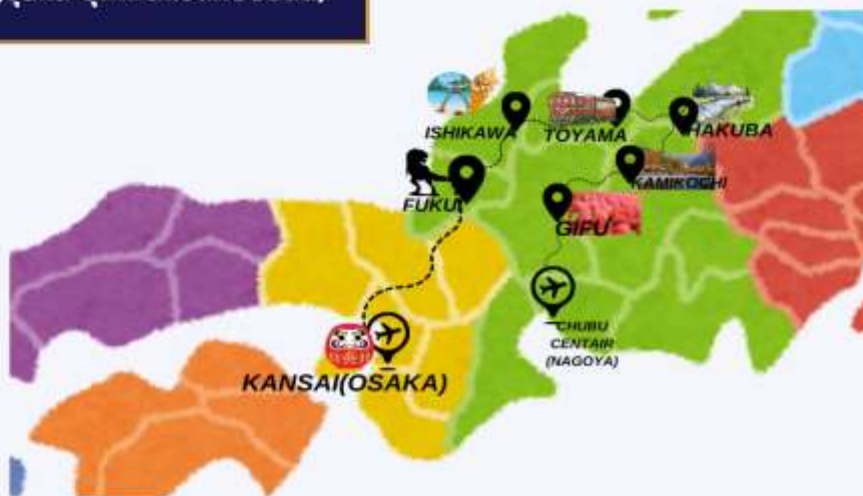 ISHIKAWA
TOYAMA
HAKUBA
KAMIKOCHI
FUKUI
GIFU
CHUBU
CENTAIR
(NAGOYA)
KANSAI(OSAKA)